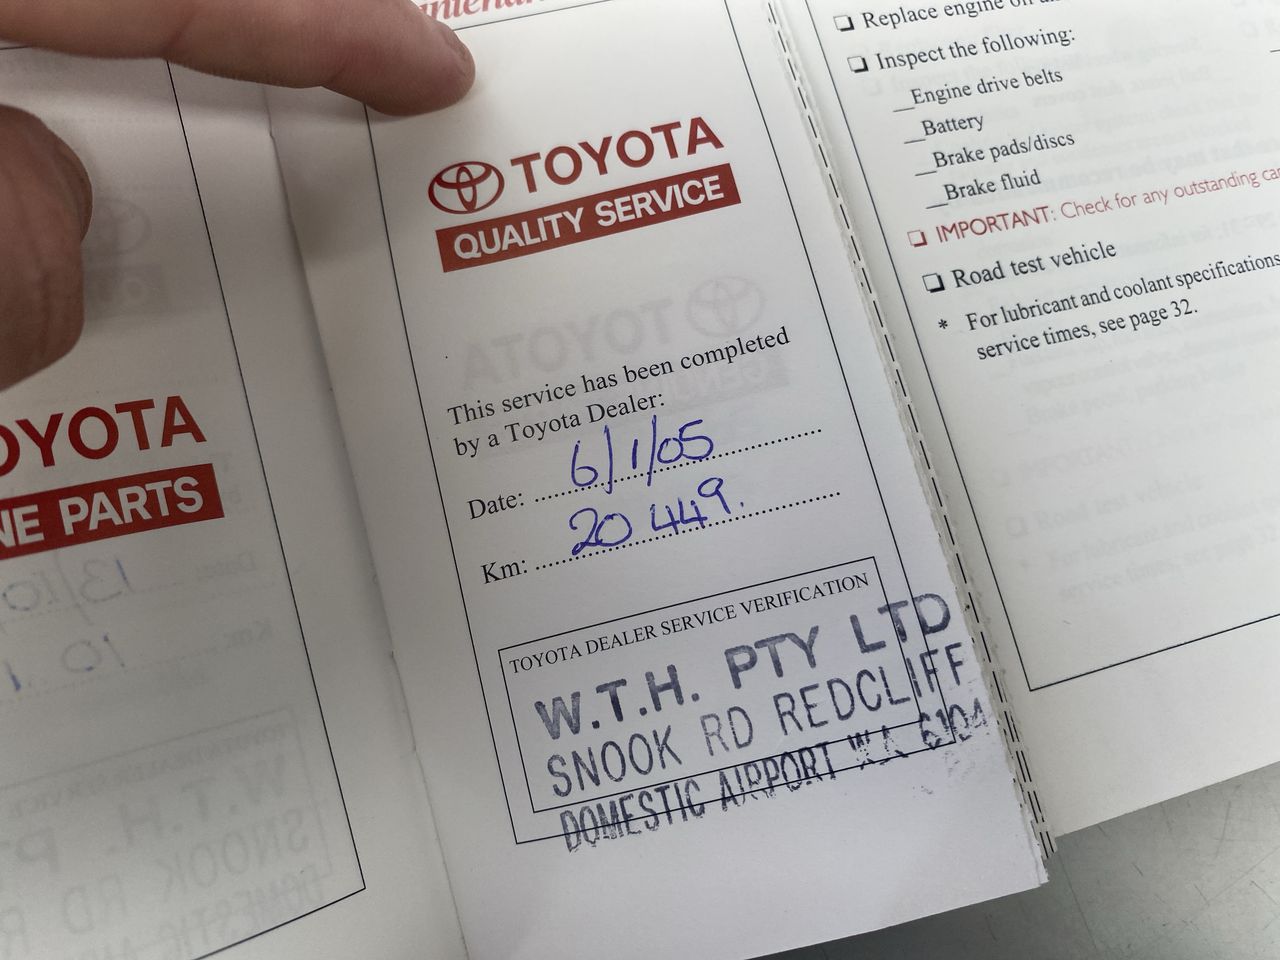 TOYOTA
QUALITY SERVICE
This service has been completed
by a Toyota Dealer:
Date: 6/1/05
Km: 20 449.
TOYOTA DEALER SERVICE VERIFICATION
W.T.H. PTY LTD
SNOOK RD REDCLIFF
DOMESTIC AIRPORT W.A 6104
OYOTA
NE PARTS
Replace engine oil
Inspect the following:
Engine drive belts
Battery
Brake pads/discs
Brake fluid
IMPORTANT: Check for any outstanding
Road test vehicle
* For lubricant and coolant specifications
service times, see page 32.